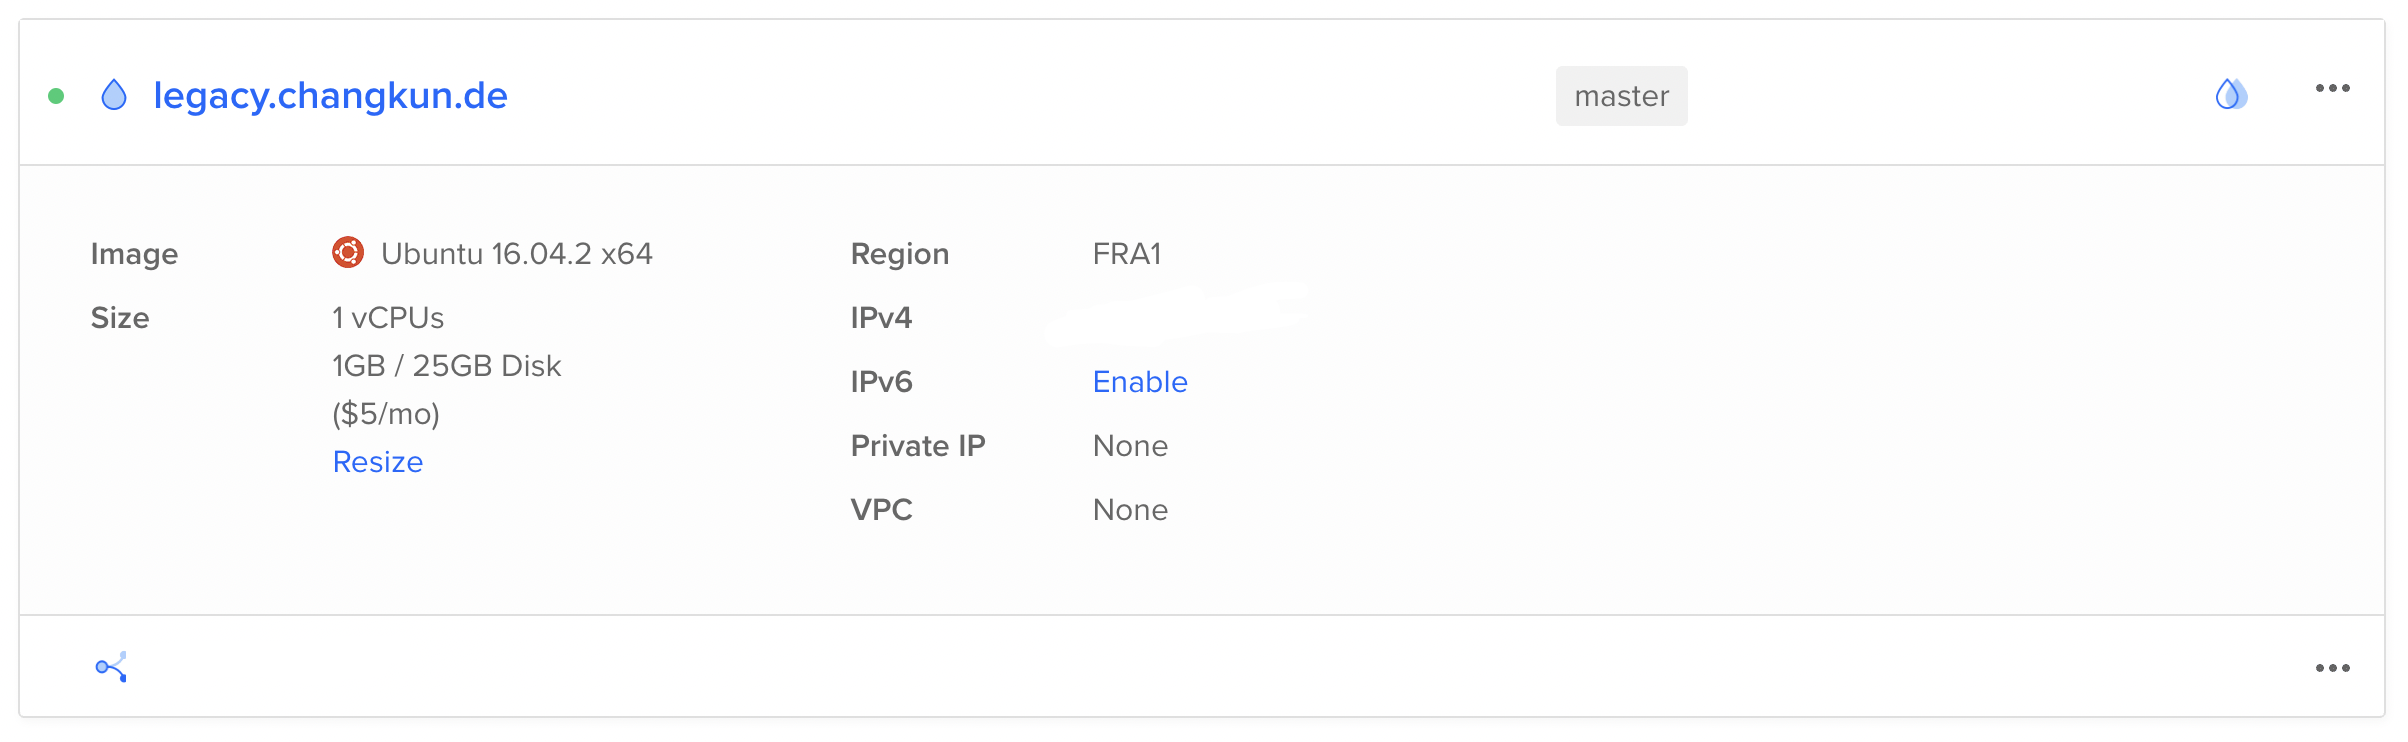 legacy.changkun.de
master
Image Ubuntu 16.04.2 x64
Size 1 vCPUs
1GB / 25GB Disk
($5/mo)
Resize
Region FRA1
IPv4
IPv6 Enable
Private IP None
VPC None